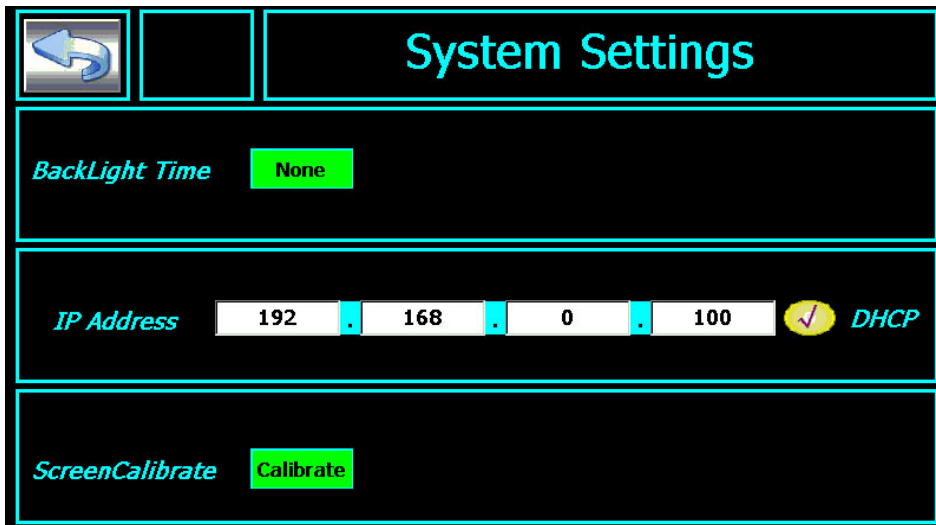 System Settings
BackLight Time None
IP Address 192 . 168 . 0 . 100 DHCP
ScreenCalibrate Calibrate